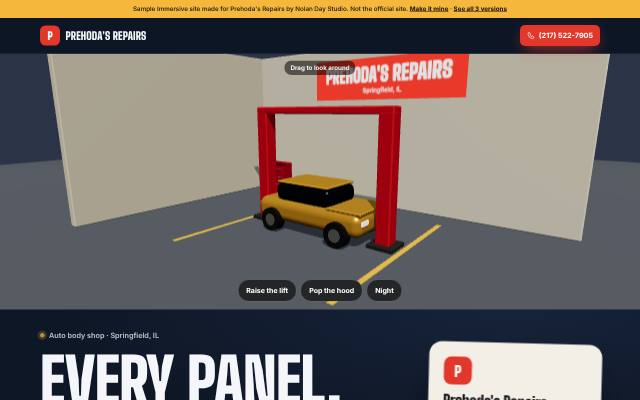 Sample Immersive site made for Prehoda's Repairs by Nolan Day Studio. Not the official site. Make it mine · See all 3 versions
P PREHODA'S REPAIRS
(217) 522-7905
Drag to look around
PREHODA'S REPAIRS
Springfield, IL
Raise the lift
Pop the hood
Night
Auto body shop · Springfield, IL
EVERY PANEL.
P
Prehoda's Repairs